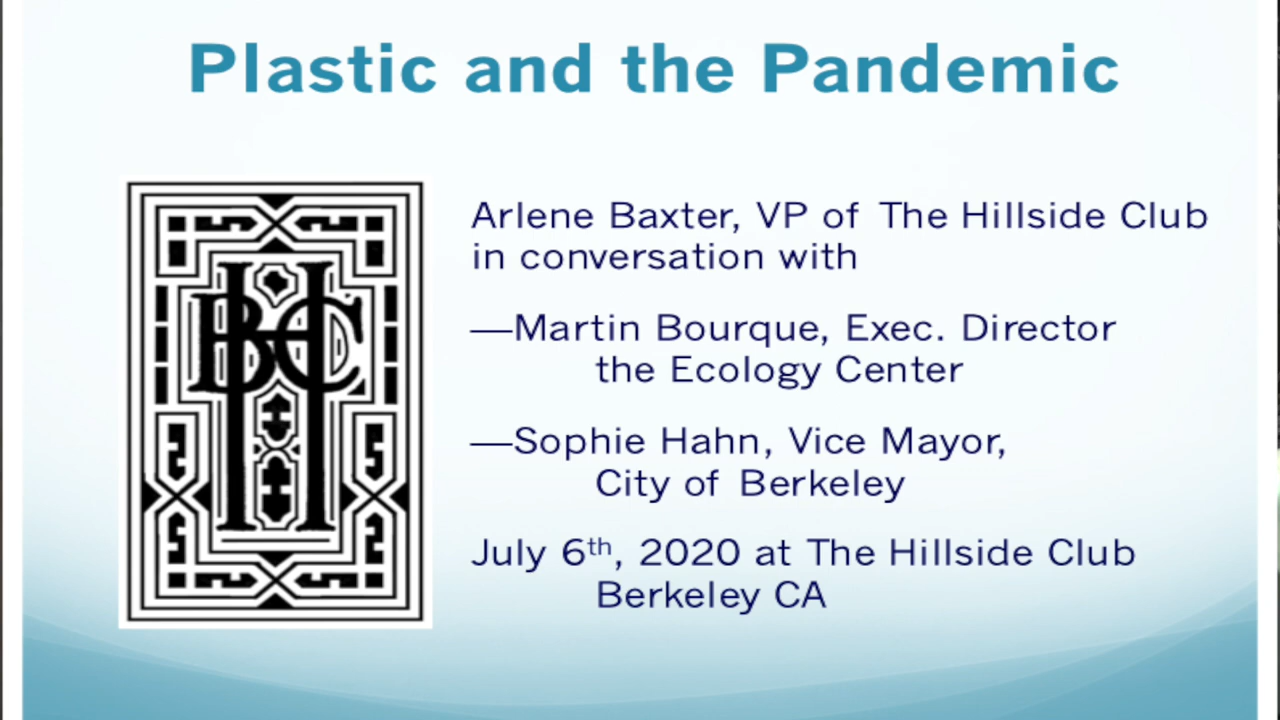 Plastic and the Pandemic
BHCC
Arlene Baxter, VP of The Hillside Club
in conversation with
—Martin Bourque, Exec. Director
the Ecology Center
—Sophie Hahn, Vice Mayor,
City of Berkeley
July 6th, 2020 at The Hillside Club
Berkeley CA